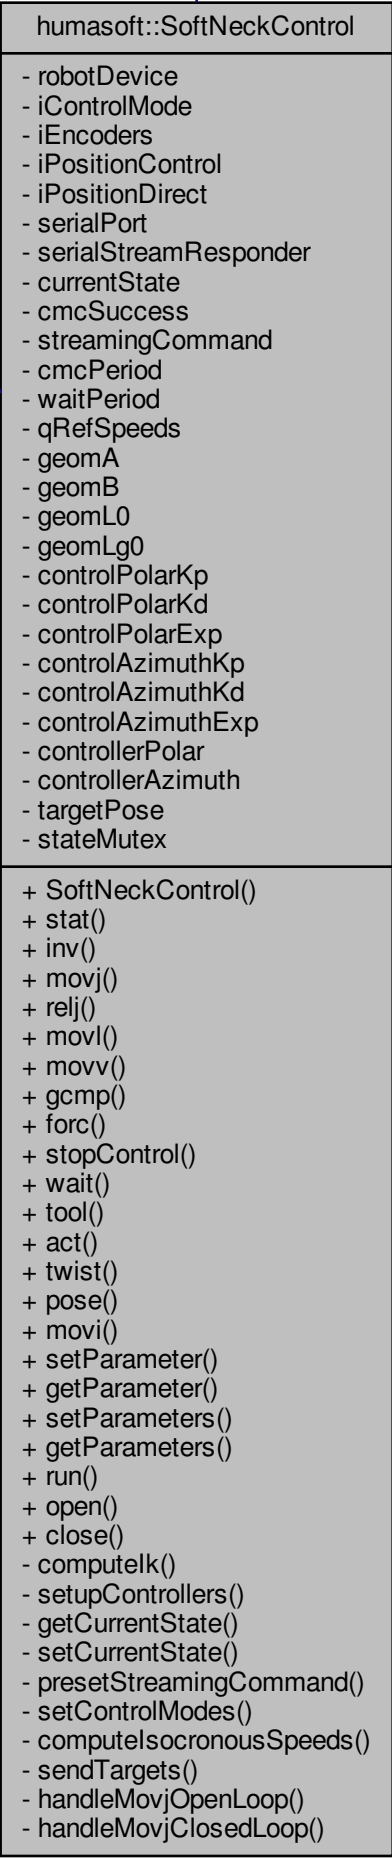 humasoft::SoftNeckControl
- robotDevice
- iControlMode
- iEncoders
- iPositionControl
- iPositionDirect
- serialPort
- serialStreamResponder
- currentState
- cmcSuccess
- streamingCommand
- cmcPeriod
- waitPeriod
- qRefSpeeds
- geomA
- geomB
- geomL0
- geomLg0
- controlPolarKp
- controlPolarKd
- controlPolarExp
- controlAzimuthKp
- controlAzimuthKd
- controlAzimuthExp
- controllerPolar
- controllerAzimuth
- targetPose
- stateMutex
+ SoftNeckControl()
+ stat()
+ inv()
+ movj()
+ relj()
+ movl()
+ movv()
+ gcmp()
+ forc()
+ stopControl()
+ wait()
+ tool()
+ act()
+ twist()
+ pose()
+ movi()
+ setParameter()
+ getParameter()
+ setParameters()
+ getParameters()
+ run()
+ open()
+ close()
- computeIk()
- setupControllers()
- getCurrentState()
- setCurrentState()
- presetStreamingCommand()
- setControlModes()
- computeIsocronousSpeeds()
- sendTargets()
- handleMovjOpenLoop()
- handleMovjClosedLoop()